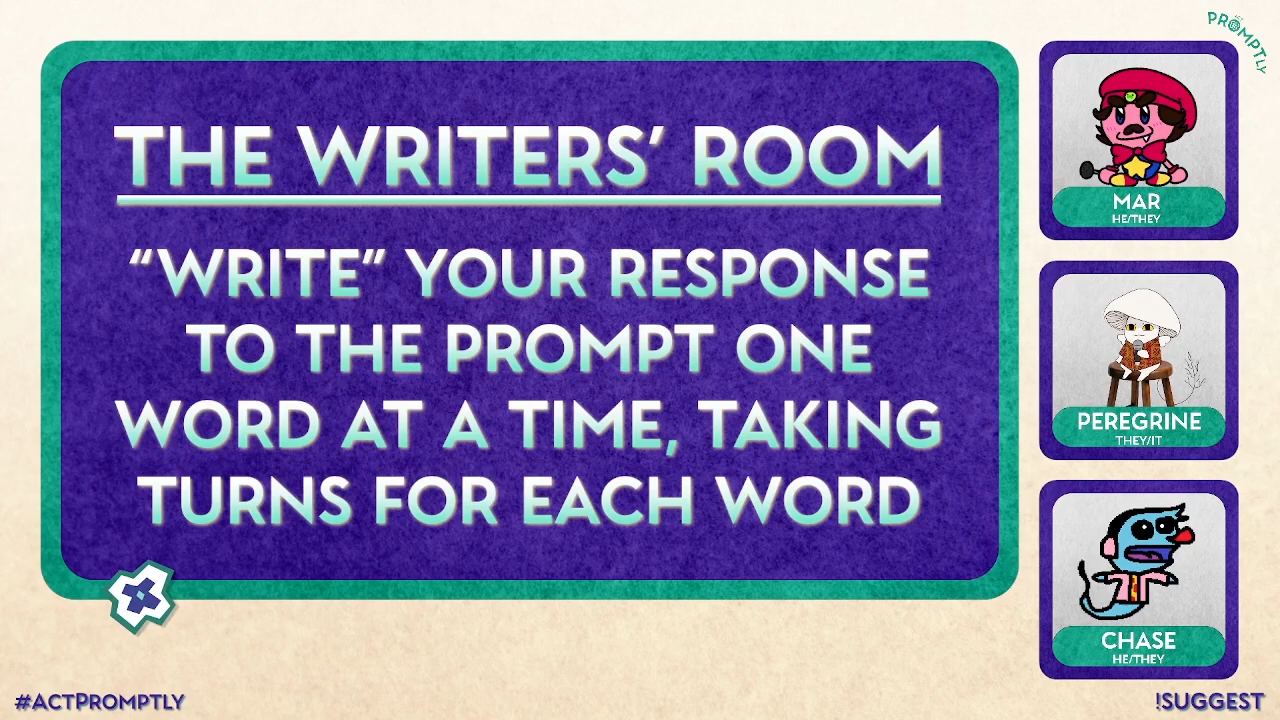 THE WRITERS’ ROOM
“WRITE” YOUR RESPONSE
TO THE PROMPT ONE
WORD AT A TIME, TAKING
TURNS FOR EACH WORD
ACT
PROMPTLY
MAR
HE/THEY
PEREGRINE
THEY/IT
CHASE
HE/THEY
#ACTPROMPTLY
!SUGGEST